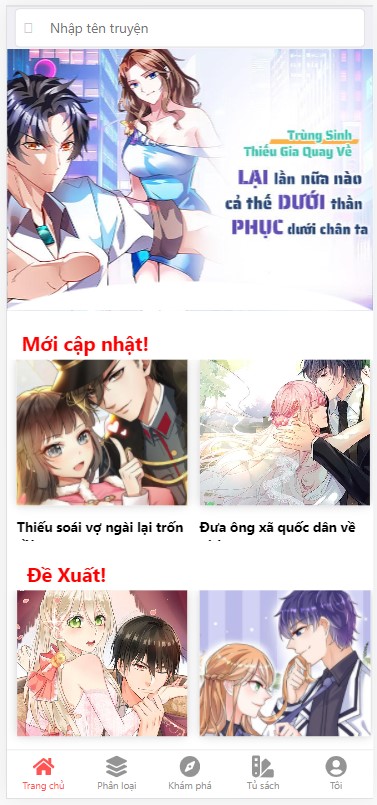 Nhập tên truyện
Trùng Sinh
Thiếu Gia Quay Về
LẠI lần nữa nào
cả thế DƯỚI thần
PHỤC dưới chân ta
Mới cập nhật!
Thiếu soái vợ ngài lại trốn
Đưa ông xã quốc dân về
Đề Xuất!
Trang chủ
Phân loại
Khám phá
Tủ sách
Tôi